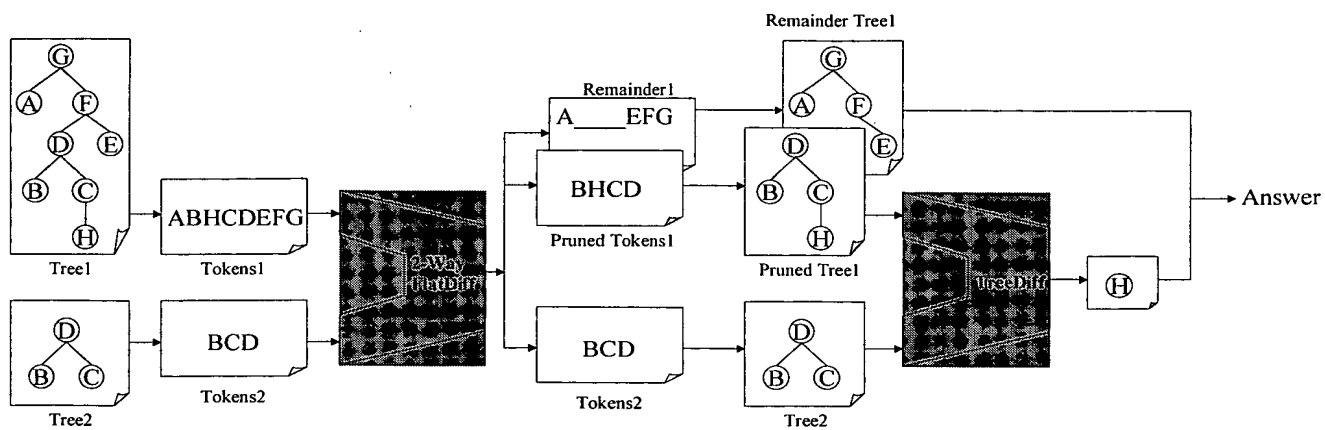 G
A F
D E
B C
H
Tree1
ABHCDEFG
Tokens1
D
B C
Tree2
BCD
Tokens2
2-Way
FlatDiff
Remainder1
A____EFG
BHCD
Pruned Tokens1
BCD
Tokens2
Remainder Tree1
G
A F
E
D
B C
H
Pruned Tree1
D
B C
Tree2
TreeDiff
H
Answer